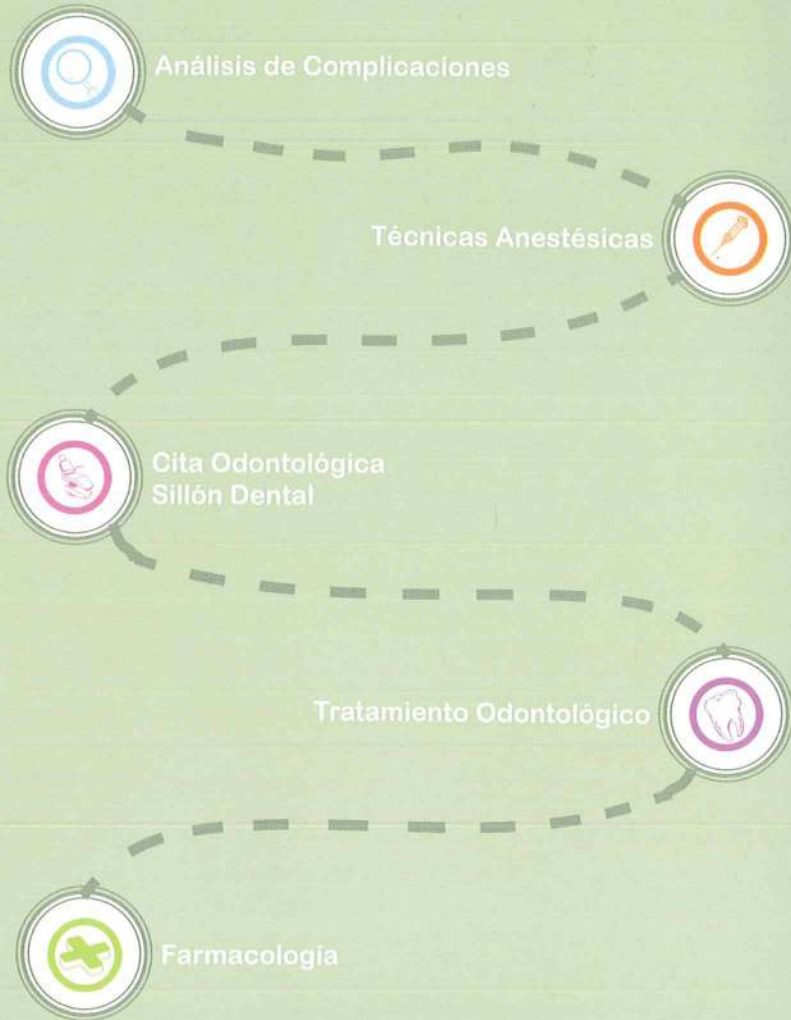 Análisis de Complicaciones
Técnicas Anestésicas
Cita Odontológica
Sillón Dental
Tratamiento Odontológico
Farmacología